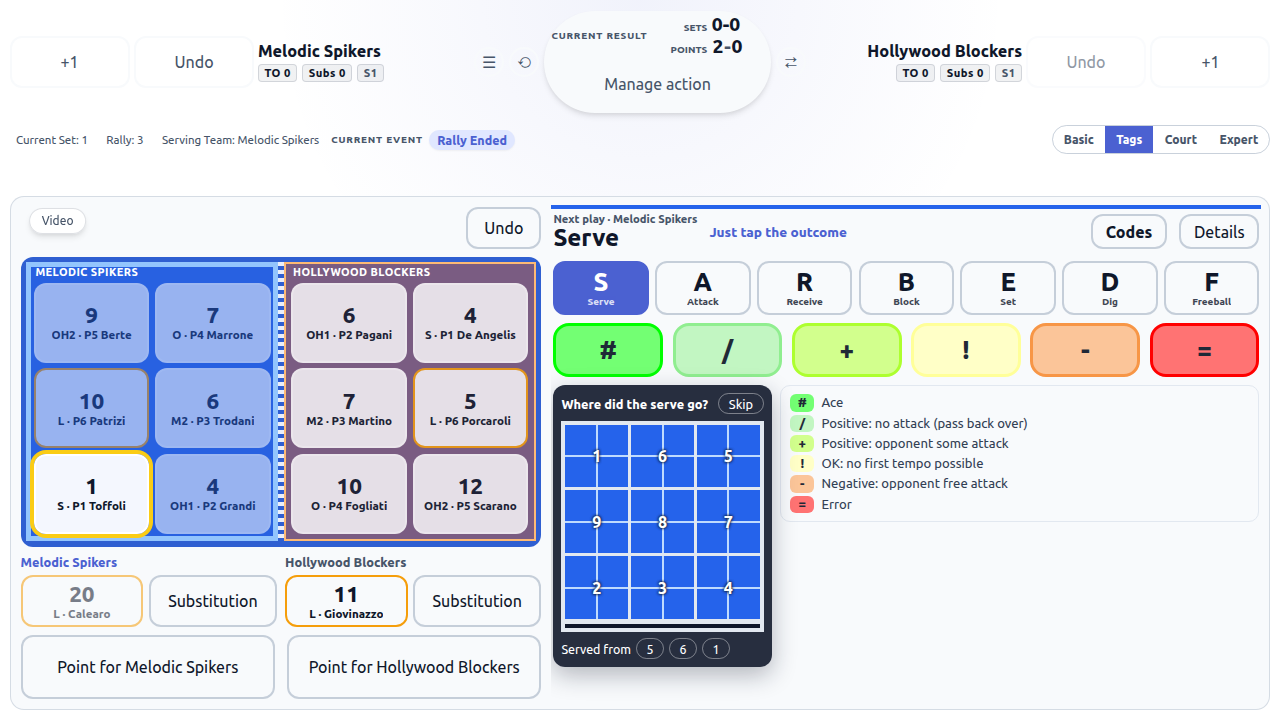 +1
Undo
Melodic Spikers
TO 0 Subs 0 S1
☰
CURRENT RESULT
SETS 0-0
POINTS 2-0
Manage action
Hollywood Blockers
TO 0 Subs 0 S1
Undo
+1
Current Set: 1 Rally: 3 Serving Team: Melodic Spikers CURRENT EVENT Rally Ended
Basic Tags Court Expert
Video
Undo
MELODIC SPIKERS
HOLLYWOOD BLOCKERS
9
OH2 · P5 Berte
7
O · P4 Marrone
6
OH1 · P2 Pagani
4
S · P1 De Angelis
10
L · P6 Patrizi
6
M2 · P3 Trodani
7
M2 · P3 Martino
5
L · P6 Porcaroli
1
S · P1 Toffoli
4
OH1 · P2 Grandi
10
O · P4 Fogliati
12
OH2 · P5 Scarano
Melodic Spikers
Hollywood Blockers
20
L · Calearo
Substitution
11
L · Giovinazzo
Substitution
Point for Melodic Spikers
Point for Hollywood Blockers
Next play · Melodic Spikers
Serve
Just tap the outcome
Codes
Details
S
Serve
A
Attack
R
Receive
B
Block
E
Set
D
Dig
F
Freeball
# / + ! - =
Where did the serve go? Skip
1 6 5
9 8 7
2 3 4
Served from 5 6 1
# Ace
/ Positive: no attack (pass back over)
+ Positive: opponent some attack
! OK: no first tempo possible
- Negative: opponent free attack
= Error